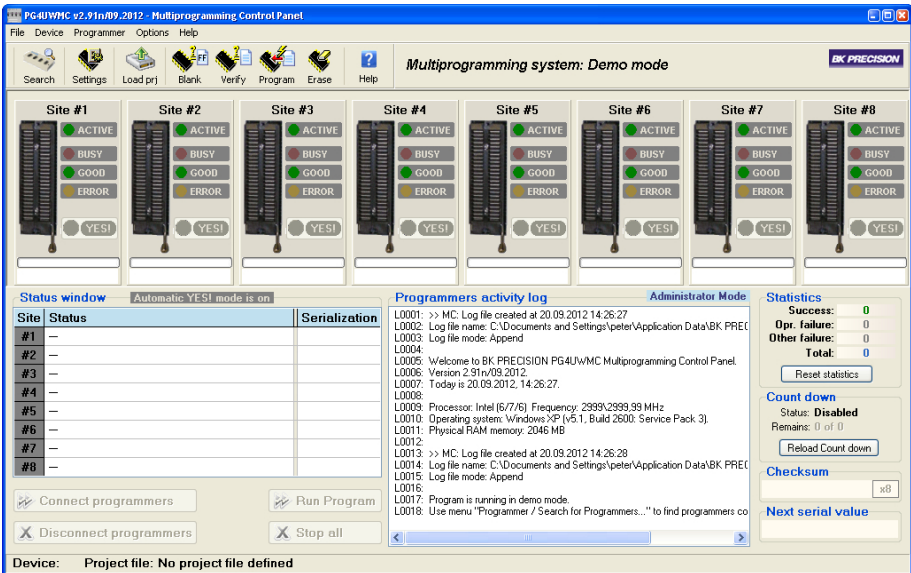 PG4UWMC v2.91n/09.2012 - Multiprogramming Control Panel
File Device Programmer Options Help
Search Settings Load prj Blank Verify Program Erase Help
Multiprogramming system: Demo mode
BK PRECISION
Site #1 Site #2 Site #3 Site #4 Site #5 Site #6 Site #7 Site #8
ACTIVE ACTIVE ACTIVE ACTIVE ACTIVE ACTIVE ACTIVE ACTIVE
BUSY BUSY BUSY BUSY BUSY BUSY BUSY BUSY
GOOD GOOD GOOD GOOD GOOD GOOD GOOD GOOD
ERROR ERROR ERROR ERROR ERROR ERROR ERROR ERROR
YES! YES! YES! YES! YES! YES! YES! YES!
Status window Automatic YES! mode is on
Site Status Serialization
#1 –
#2 –
#3 –
#4 –
#5 –
#6 –
#7 –
#8 –
Connect programmers Run Program
Disconnect programmers Stop all
Programmers activity log Administrator Mode
L0001: >> MC: Log file created at 20.09.2012 14:26:27
L0002: Log file name: C:\Documents and Settings\peter\Application Data\BK PREC
L0003: Log file mode: Append
L0004:
L0005: Welcome to BK PRECISION PG4UWMC Multiprogramming Control Panel.
L0006: Version 2.91n/09.2012.
L0007: Today is 20.09.2012, 14:26:27.
L0008:
L0009: Processor: Intel (6/7/6) Frequency: 2999\2999,99 MHz
L0010: Operating system: Windows XP (v5.1, Build 2600: Service Pack 3).
L0011: Physical RAM memory: 2046 MB
L0012:
L0013: >> MC: Log file created at 20.09.2012 14:26:28
L0014: Log file name: C:\Documents and Settings\peter\Application Data\BK PREC
L0015: Log file mode: Append
L0016:
L0017: Program is running in demo mode.
L0018: Use menu "Programmer / Search for Programmers..." to find programmers co
Statistics
Success: 0
Opr. failure: 0
Other failure: 0
Total: 0
Reset statistics
Count down
Status: Disabled
Remains: 0 of 0
Reload Count down
Checksum
x8
Next serial value
Device: Project file: No project file defined